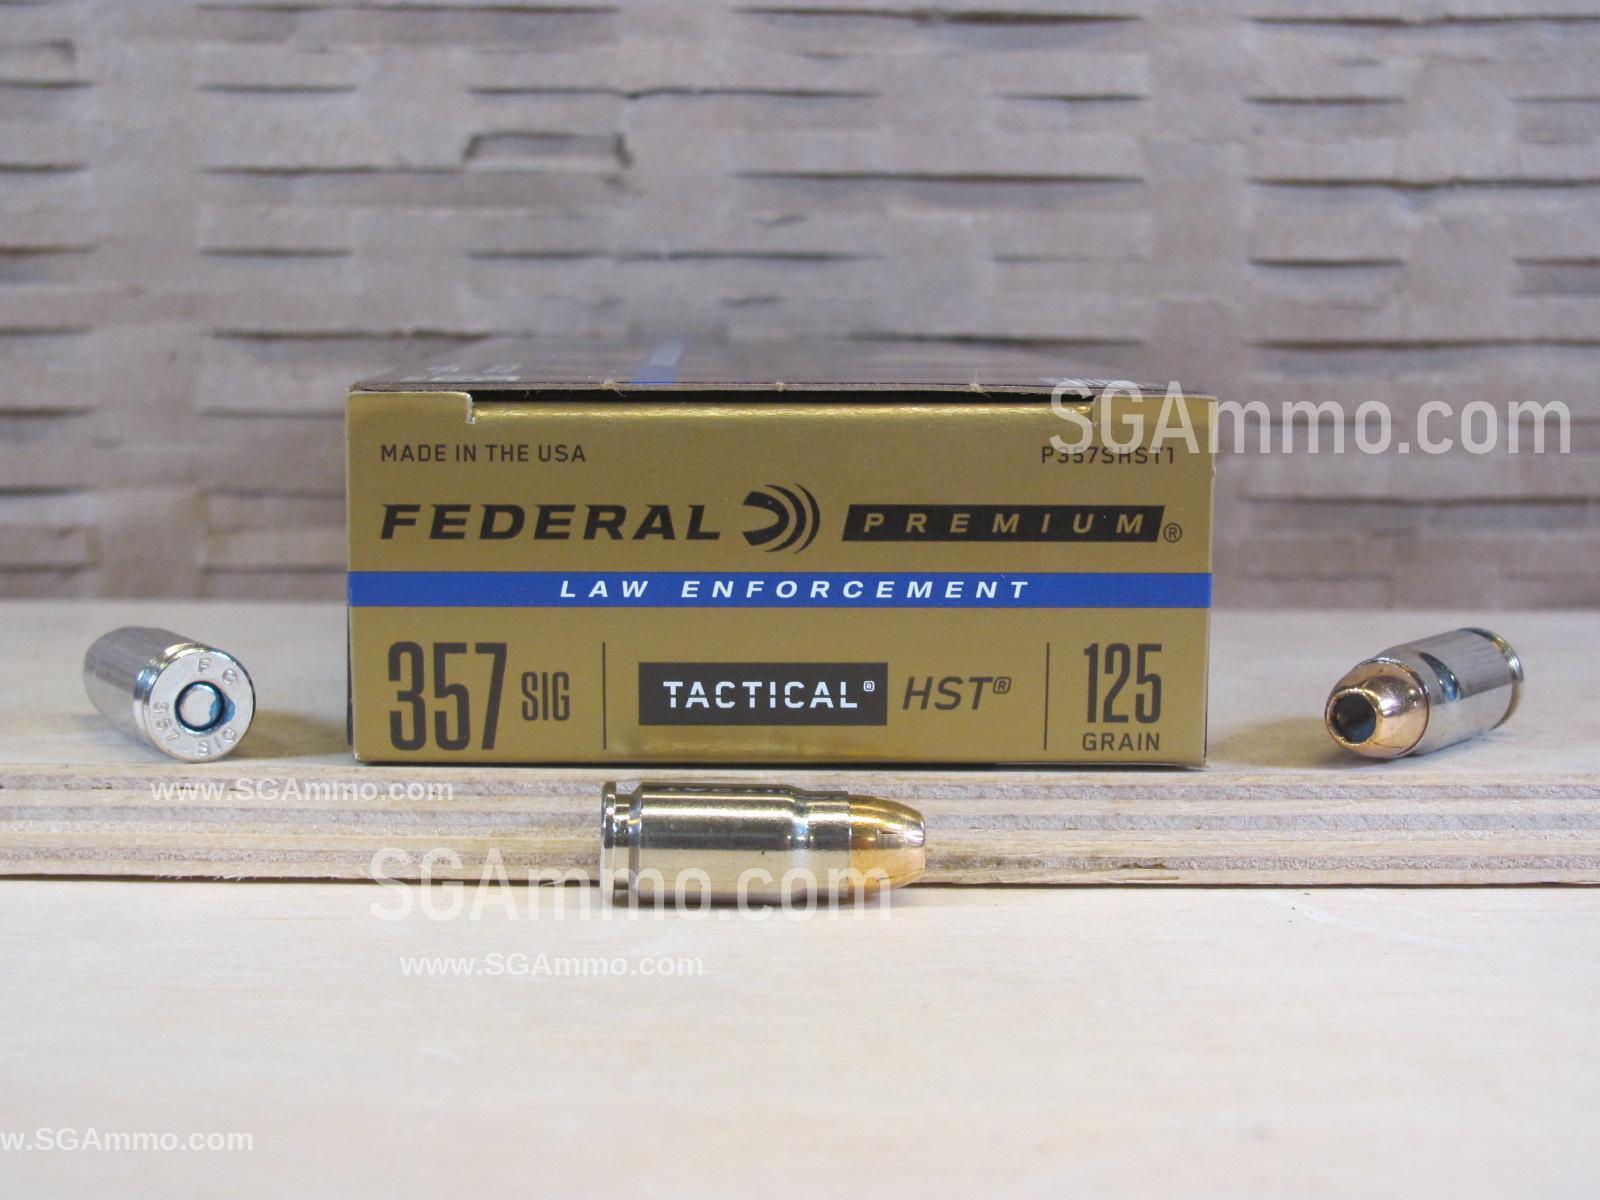 SGAmmo.com
MADE IN THE USA
P357SHST1
FEDERAL PREMIUM®
LAW ENFORCEMENT
357 SIG
TACTICAL® HST®
125
GRAIN
F C
357 SIG
www.SGAmmo.com
SGAmmo.com
www.SGAmmo.com
w.SGAmmo.com